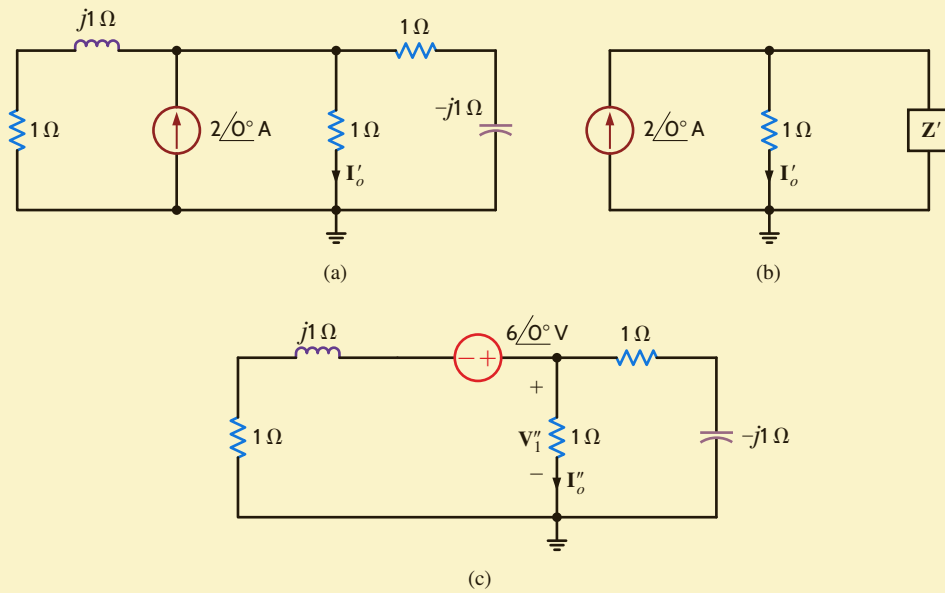 j1 Ω
1 Ω
1 Ω
2/0° A
1 Ω
−j1 Ω
I′o
(a)
2/0° A
1 Ω
Z′
I′o
(b)
j1 Ω
6/0° V
1 Ω
− +
+
1 Ω
V″1
1 Ω
−j1 Ω
−
I″o
(c)